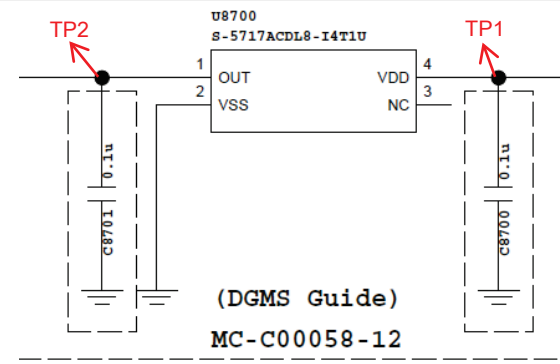 U8700
S-5717ACDL8-I4T1U
TP2
TP1
1
OUT
VDD
4
2
VSS
NC
3
0.1u
C8701
0.1u
C8700
(DGMS Guide)
MC-C00058-12